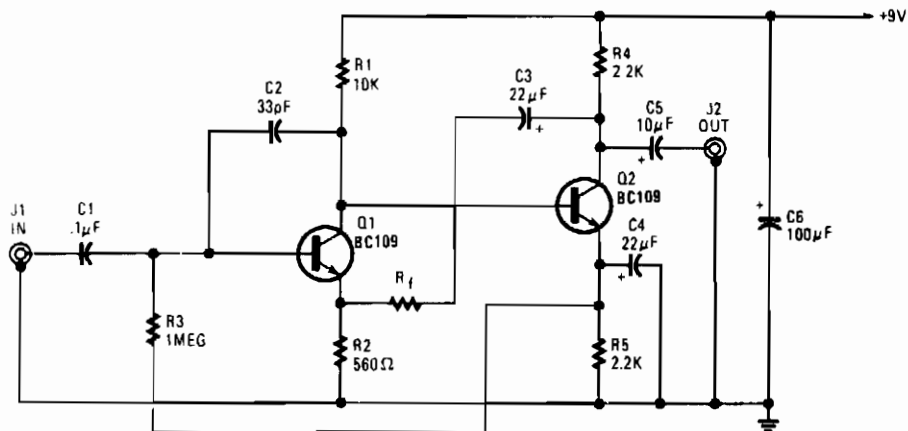 +9V
R1
10K
R4
2.2K
C2
33pF
C3
22µF
+
C5
10µF
+
J2
OUT
Q2
BC109
J1
IN
C1
.1µF
Q1
BC109
C4
22µF
+
+
C6
100µF
Rf
R3
1MEG
R2
560Ω
R5
2.2K